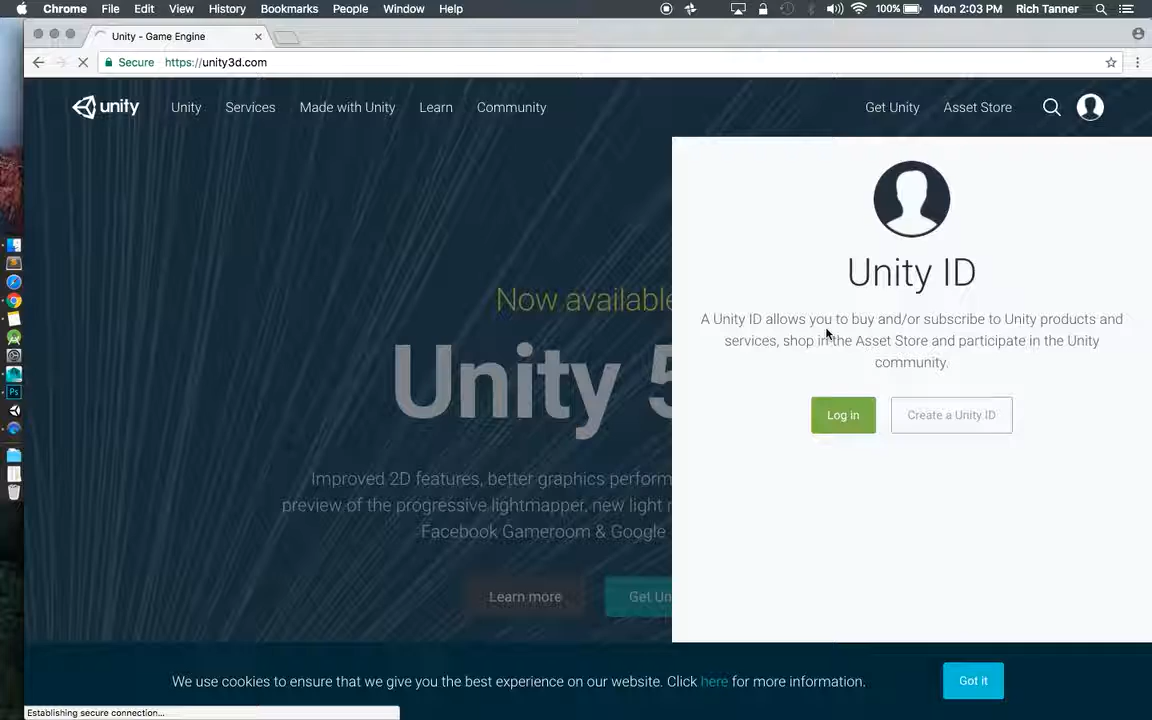 Chrome File Edit View History Bookmarks People Window Help 100% Mon 2:03 PM Rich Tanner
Unity - Game Engine
Secure https://unity3d.com
unity Unity Services Made with Unity Learn Community Get Unity Asset Store
Unity ID
A Unity ID allows you to buy and/or subscribe to Unity products and
services, shop in the Asset Store and participate in the Unity
community.
Log in Create a Unity ID
Now available
Unity 5
Improved 2D features, better graphics perform
preview of the progressive lightmapper, new light
Facebook Gameroom & Google
Learn more Get Un
We use cookies to ensure that we give you the best experience on our website. Click here for more information. Got it
Establishing secure connection...
Ps